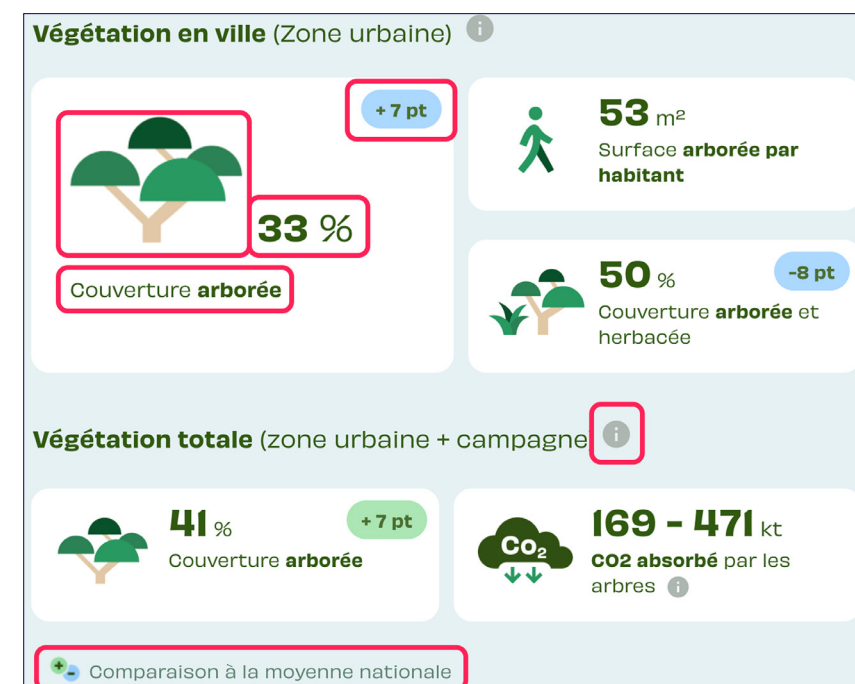 Végétation en ville (Zone urbaine) i
+ 7 pt
33 %
Couverture arborée
53 m²
Surface arborée par
habitant
50 %
-8 pt
Couverture arborée et
herbacée
Végétation totale (zone urbaine + campagne i
41 %
+ 7 pt
Couverture arborée
CO2
169 - 471 kt
CO2 absorbé par les
arbres i
+ - Comparaison à la moyenne nationale